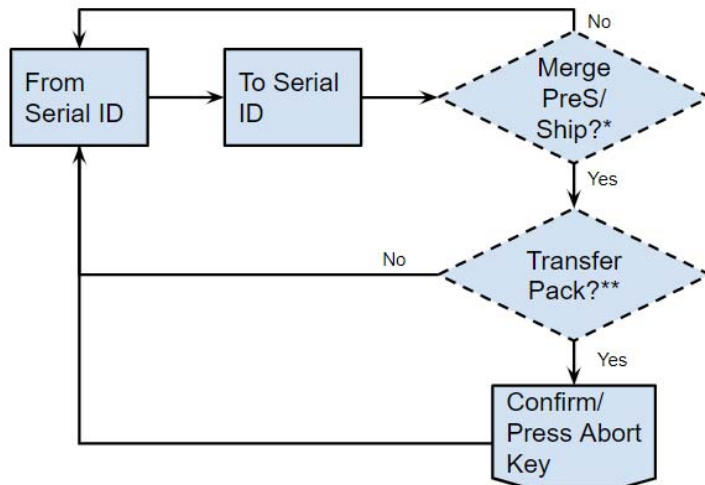 No
From
Serial ID
To Serial
ID
Merge
PreS/
Ship?*
Yes
No
Transfer
Pack?**
Yes
Confirm/
Press Abort
Key